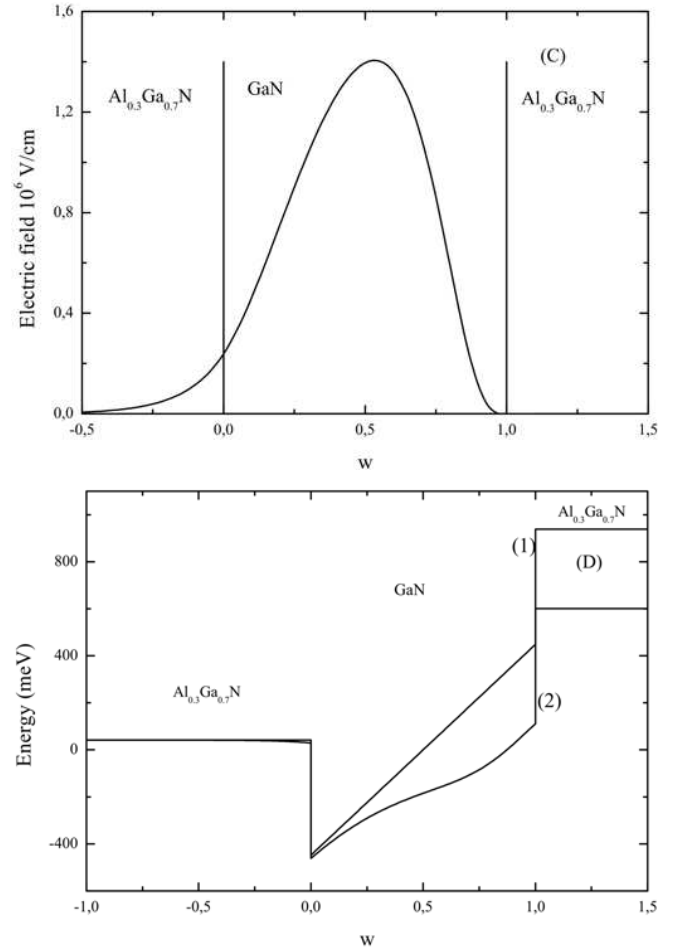 1,6
(C)
Al0.3Ga0.7N
GaN
Al0.3Ga0.7N
1,2
0,8
0,4
0,0
Electric field 10^6 V/cm
-0,5
0,0
0,5
1,0
1,5
w
Al0.3Ga0.7N
(1)
(D)
GaN
800
400
Al0.3Ga0.7N
(2)
0
-400
Energy (meV)
-1,0
-0,5
0,0
0,5
1,0
1,5
w